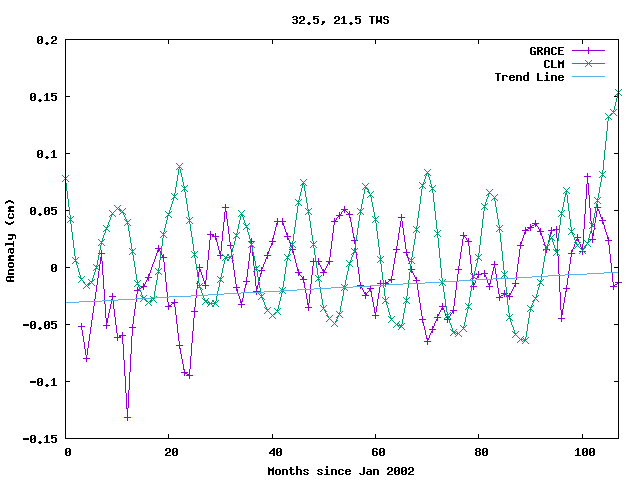 32.5, 21.5 TWS
GRACE
CLM
Trend Line
0.2
0.15
0.1
0.05
0
-0.05
-0.1
-0.15
Anomaly (cm)
0 20 40 60 80 100
Months since Jan 2002